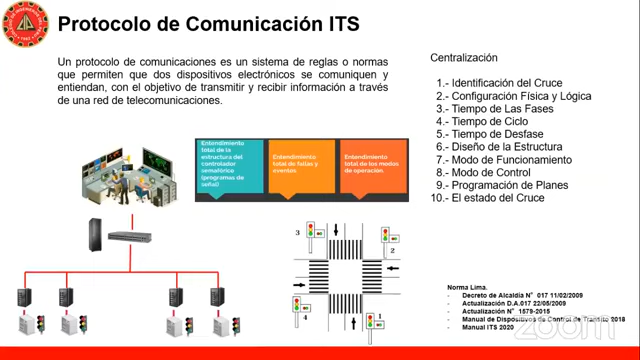 Protocolo de Comunicación ITS
Un protocolo de comunicaciones es un sistema de reglas o normas
que permiten que dos dispositivos electrónicos se comuniquen y
entiendan, con el objetivo de transmitir y recibir información a través
de una red de telecomunicaciones.
Entendimiento
total de la
estructura del
controlador
semafórico
(programas de
señal)
Entendimiento
total de fallas y
eventos.
Entendimiento
total de los modos
de operación.
3
2
4
1
Centralización
1.- Identificación del Cruce
2.- Configuración Física y Lógica
3.- Tiempo de Las Fases
4.- Tiempo de Ciclo
5.- Tiempo de Desfase
6.- Diseño de la Estructura
7.- Modo de Funcionamiento
8.- Modo de Control
9.- Programación de Planes
10.- El estado del Cruce
Norma Lima.
- Decreto de Alcaldía N° 017 11/02/2009
- Actualización D.A.017 22/05/2009
- Actualización N° 1579-2015
- Manual de Dispositivos de Control de Transito 2018
- Manual ITS 2020
zoom